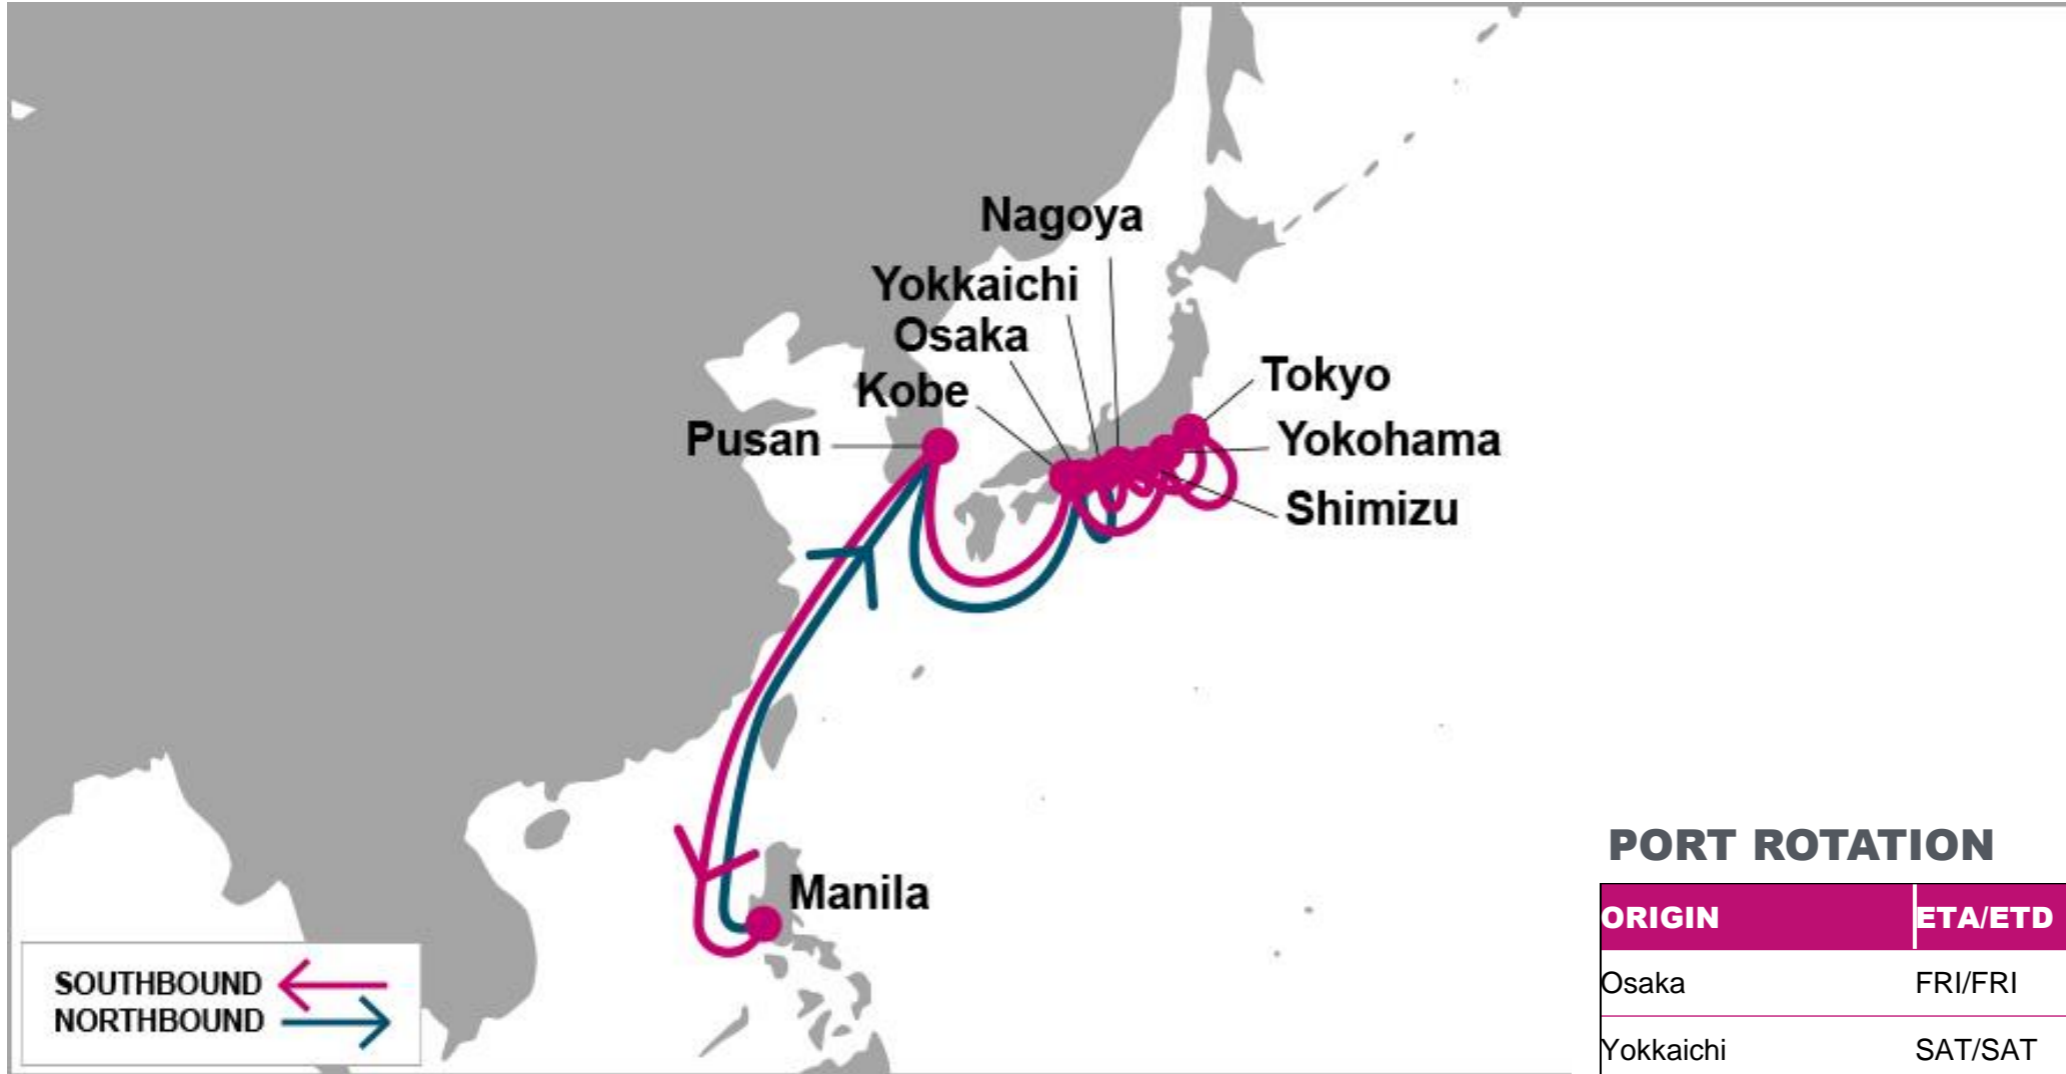 Nagoya
Yokkaichi
Osaka
Kobe
Tokyo
Pusan
Yokohama
Shimizu
Manila
SOUTHBOUND
NORTHBOUND
PORT ROTATION
ORIGIN ETA/ETD
Osaka FRI/FRI
Yokkaichi SAT/SAT